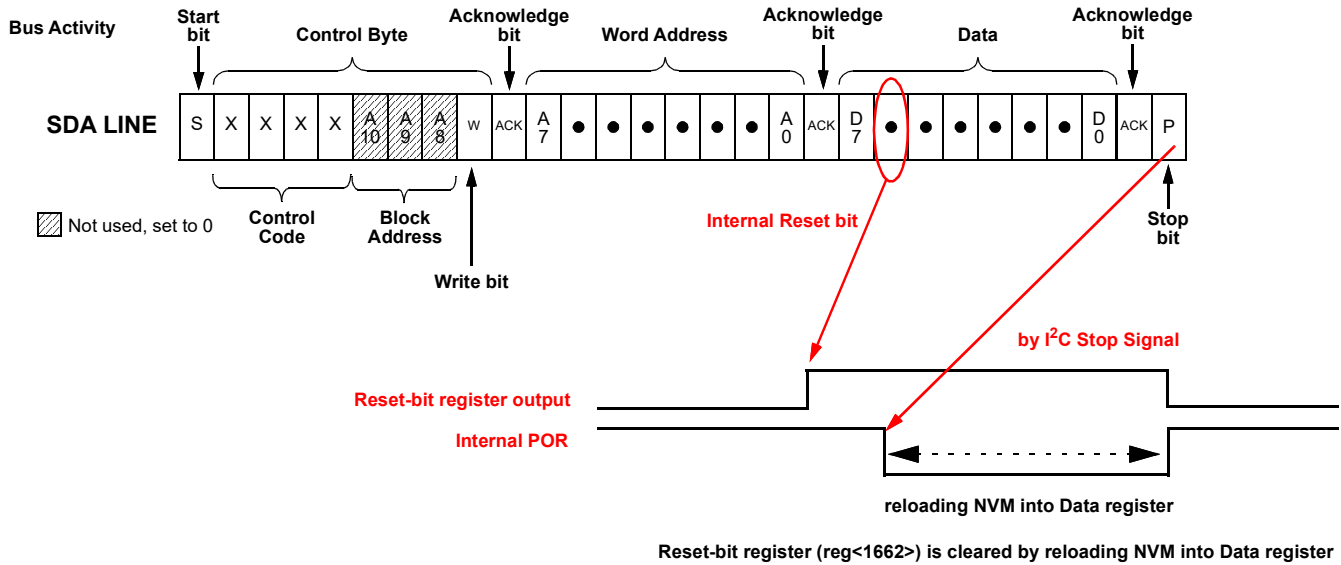 Bus Activity
Start
bit
Control Byte
Acknowledge
bit
Word Address
Acknowledge
bit
Data
Acknowledge
bit
SDA LINE
S
X
X
X
X
A
10
A
9
A
8
W
ACK
A
7
A
0
ACK
D
7
D
0
ACK
P
Not used, set to 0
Control
Code
Block
Address
Write bit
Internal Reset bit
Stop
bit
by I²C Stop Signal
Reset-bit register output
Internal POR
reloading NVM into Data register
Reset-bit register (reg<1662>) is cleared by reloading NVM into Data register